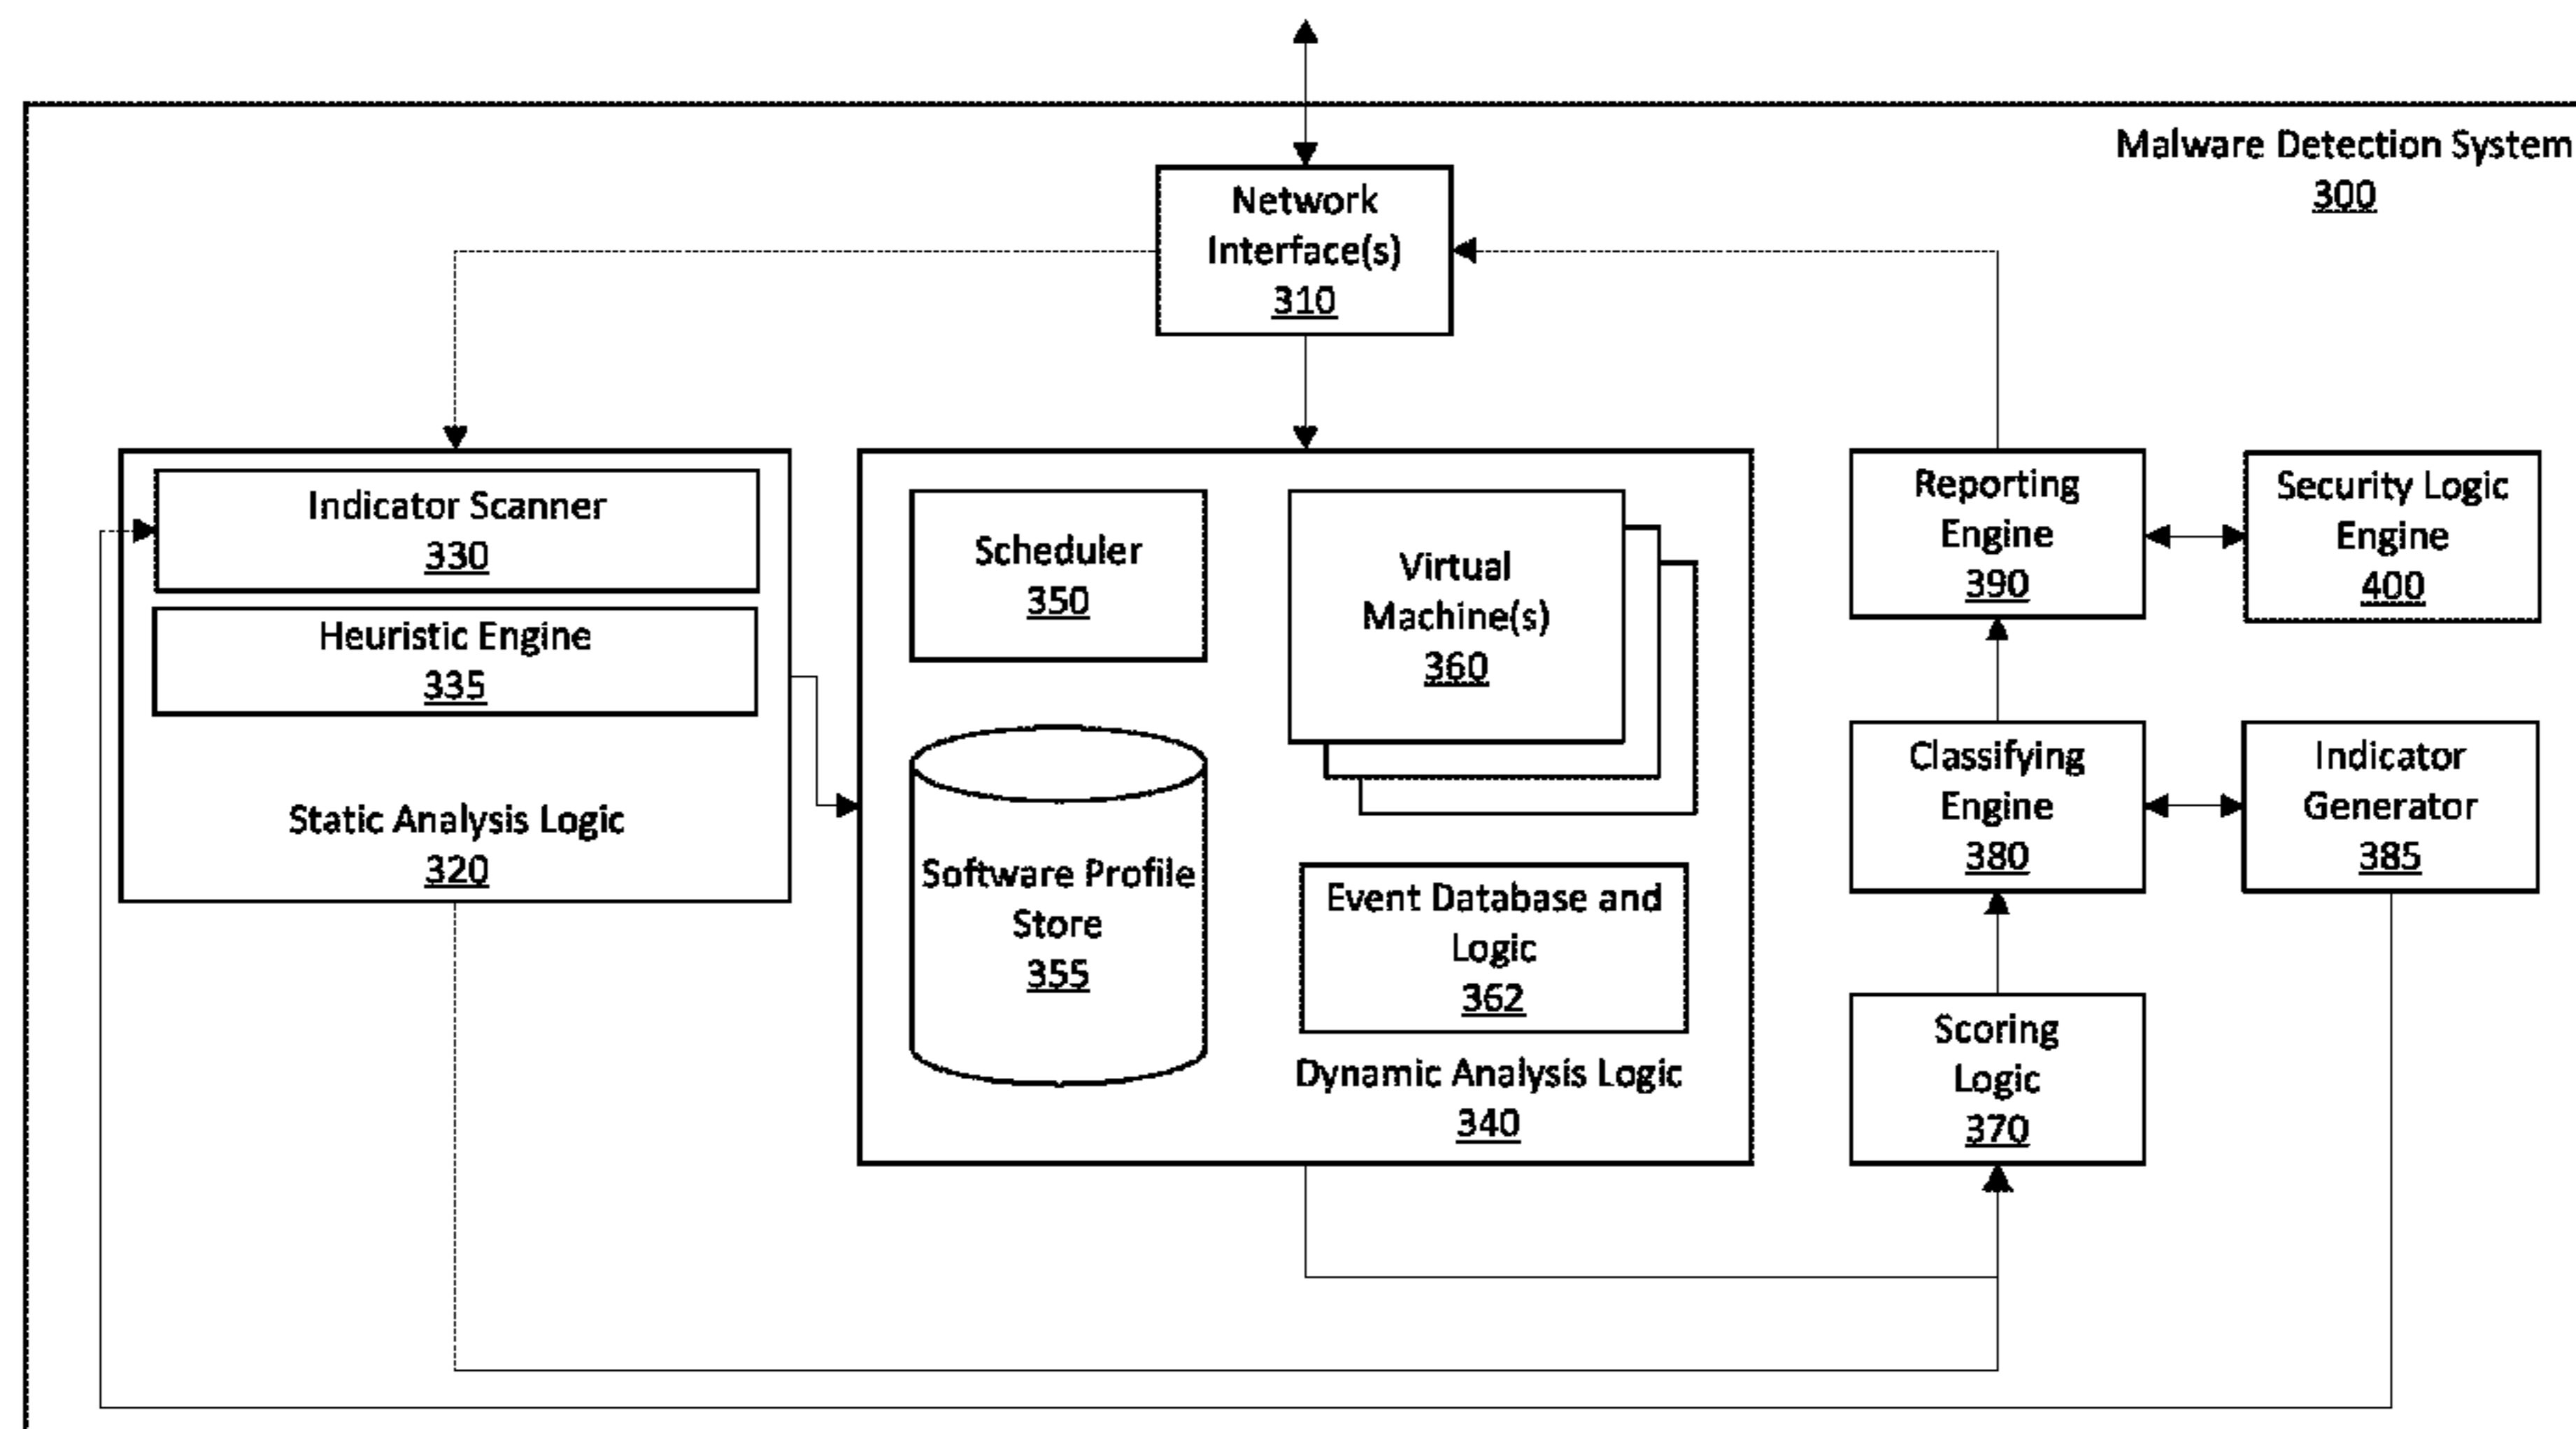 Malware Detection System
300
Network
Interface(s)
310
Indicator Scanner
330
Heuristic Engine
335
Static Analysis Logic
320
Scheduler
350
Virtual
Machine(s)
360
Software Profile
Store
355
Event Database and
Logic
362
Dynamic Analysis Logic
340
Reporting
Engine
390
Security Logic
Engine
400
Classifying
Engine
380
Indicator
Generator
385
Scoring
Logic
370